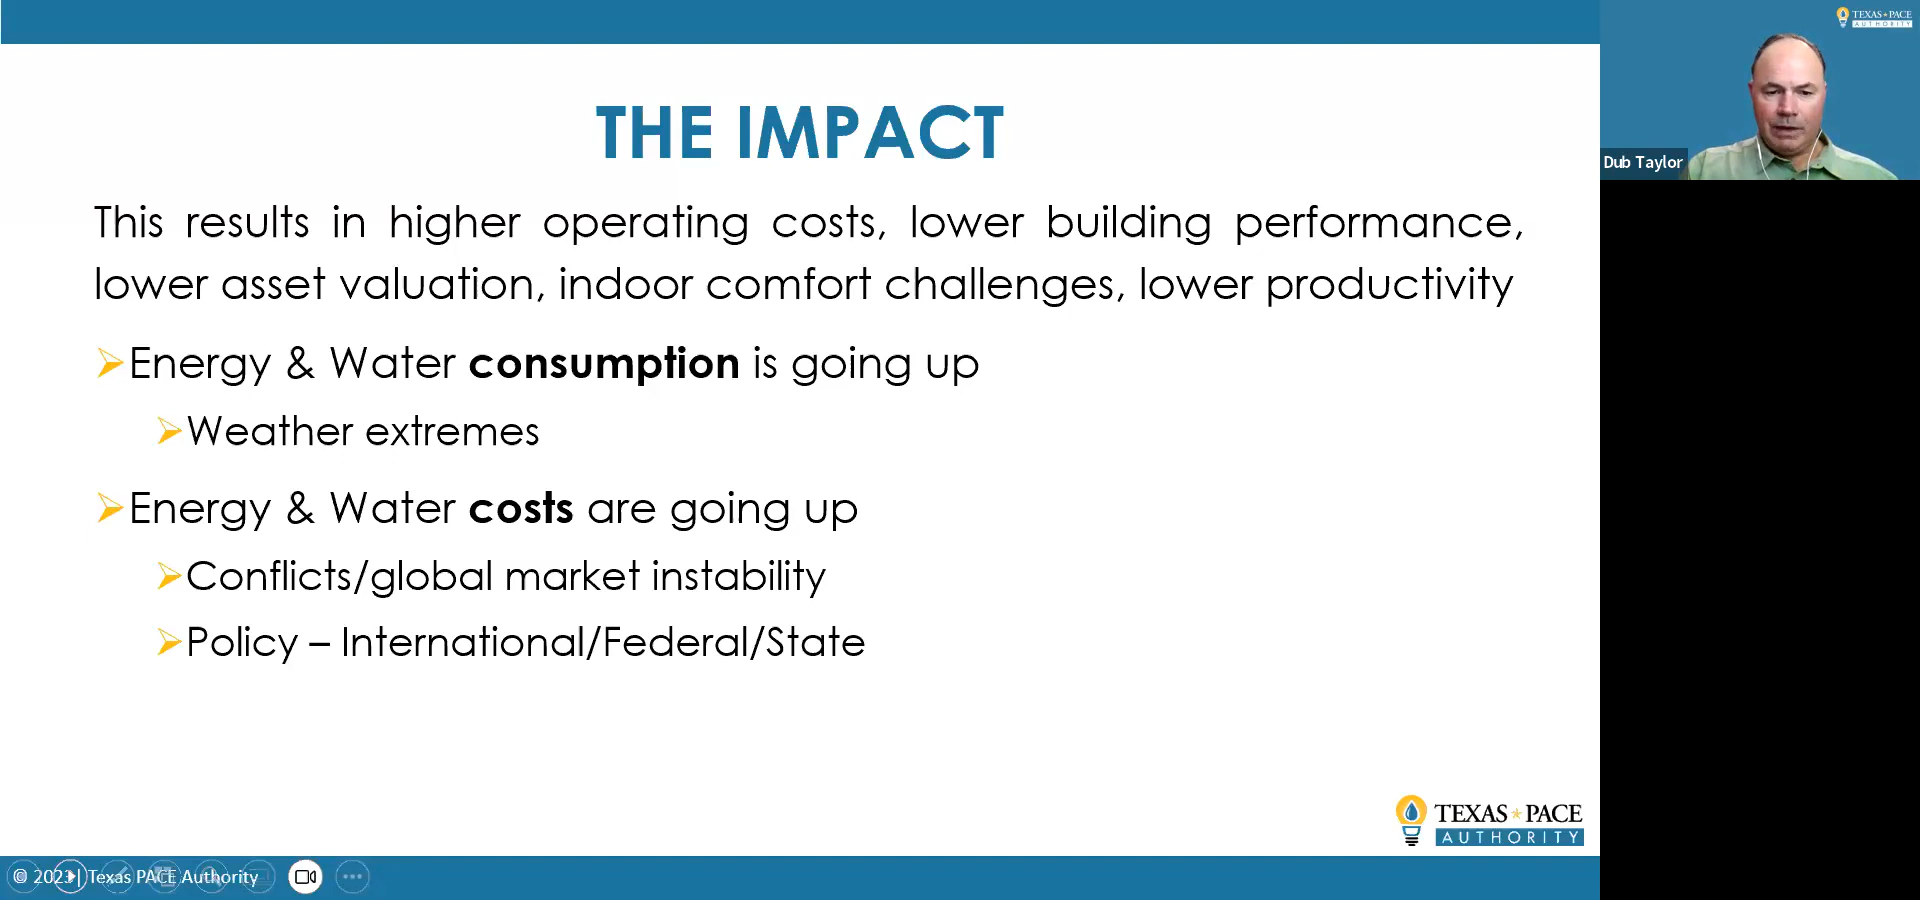 TEXAS★PACE
AUTHORITY
Dub Taylor
THE IMPACT
This results in higher operating costs, lower building performance,
lower asset valuation, indoor comfort challenges, lower productivity
➢Energy & Water consumption is going up
➢Weather extremes
➢Energy & Water costs are going up
➢Conflicts/global market instability
➢Policy – International/Federal/State
TEXAS★PACE
AUTHORITY
© 2023| Texas PACE Authority